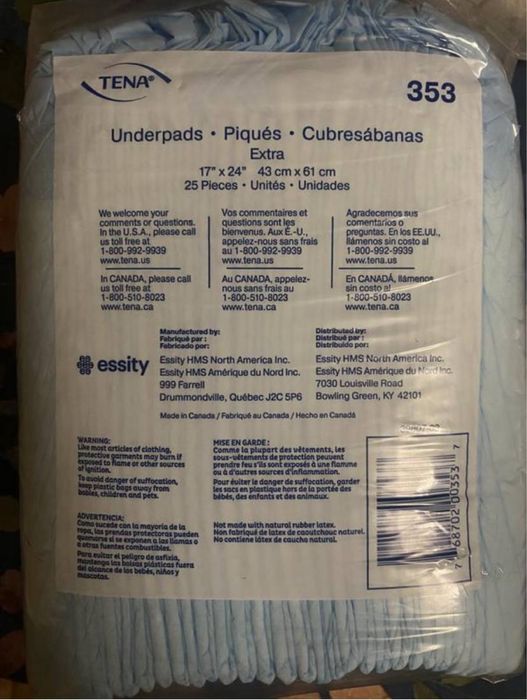 TENA®
353
Underpads • Piqués • Cubresábanas
Extra
17" x 24" 43 cm x 61 cm
25 Pieces • Unités • Unidades
We welcome your
comments or questions.
In the U.S.A., please call
us toll free at
1-800-992-9939
www.tena.us
In CANADA, please call
us toll free at
1-800-510-8023
www.tena.ca
Vos commentaires et
questions sont les
bienvenus. Aux É.-U.,
appelez-nous sans frais
au 1-800-992-9939
www.tena.us
Au CANADA, appelez-
nous sans frais au
1-800-510-8023
www.tena.ca
Agradecemos sus
comentarios o
preguntas. En los EE.UU.,
llámenos sin costo al
1-800-992-9939
www.tena.us
En CANADÁ, llámenos
sin costo al
1-800-510-8023
www.tena.ca
essity
Manufactured by:
Fabriqué par :
Fabricado por:
Essity HMS North America Inc.
Essity HMS Amérique du Nord Inc.
999 Farrell
Drummondville, Québec J2C 5P6
Distributed by:
Distribué par :
Distribuido por:
Essity HMS North America Inc.
Essity HMS Amérique du Nord Inc.
7030 Louisville Road
Bowling Green, KY 42101
Made in Canada / Fabriqué au Canada / Hecho en Canadá
WARNING:
Like most articles of clothing,
protective garments may burn if
exposed to flame or other sources
of ignition.
To avoid danger of suffocation,
keep plastic bags away from
babies, children and pets.
MISE EN GARDE :
Comme la plupart des vêtements, les
sous-vêtements de protection peuvent
prendre feu s'ils sont exposés à une flamme
ou à d'autres sources d'inflammation.
Pour éviter le danger de suffocation, garder
les sacs en plastique hors de la portée des
bébés, des enfants et des animaux.
ADVERTENCIA:
Como sucede con la mayoría de la
ropa, las prendas protectoras pueden
quemarse si se exponen a las llamas o
a otras fuentes combustibles.
Para evitar el peligro de asfixia,
mantenga las bolsas plásticas fuera
del alcance de los bebés, niños y
mascotas.
Not made with natural rubber latex.
Non fabriqué de latex de caoutchouc naturel.
No contiene látex de caucho natural.
7 68702 00353 7